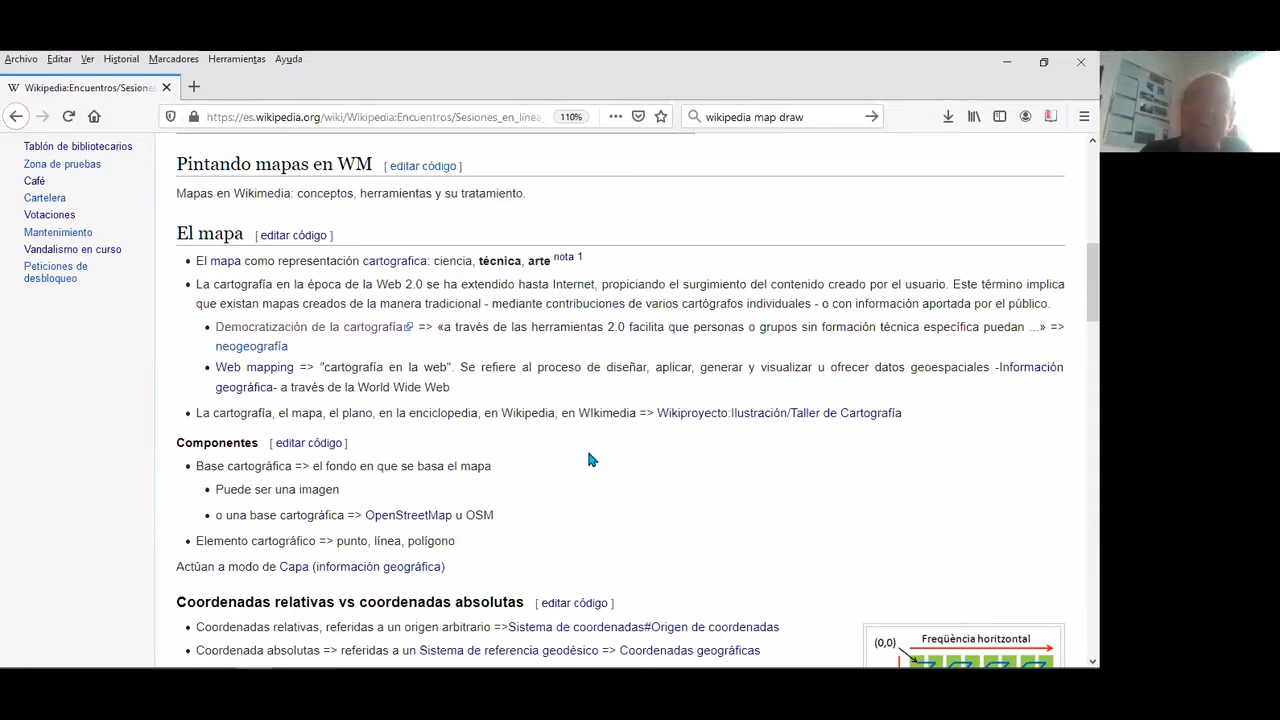 Archivo Editar Ver Historial Marcadores Herramientas Ayuda
W Wikipedia:Encuentros/Sesiones
https://es.wikipedia.org/wiki/Wikipedia:Encuentros/Sesiones_en_línea_ 110% wikipedia map draw
Tablón de bibliotecarios
Zona de pruebas
Café
Cartelera
Votaciones
Mantenimiento
Vandalismo en curso
Peticiones de
desbloqueo
Pintando mapas en WM [ editar código ]
Mapas en Wikimedia: conceptos, herramientas y su tratamiento.
El mapa [ editar código ]
• El mapa como representación cartografica: ciencia, técnica, arte nota 1
• La cartografía en la época de la Web 2.0 se ha extendido hasta Internet, propiciando el surgimiento del contenido creado por el usuario. Este término implica
que existan mapas creados de la manera tradicional - mediante contribuciones de varios cartógrafos individuales - o con información aportada por el público.
• Democratización de la cartografía => «a través de las herramientas 2.0 facilita que personas o grupos sin formación técnica específica puedan ...» =>
neogeografía
• Web mapping => "cartografía en la web". Se refiere al proceso de diseñar, aplicar, generar y visualizar u ofrecer datos geoespaciales -Información
geográfica- a través de la World Wide Web
• La cartografía, el mapa, el plano, en la enciclopedia, en Wikipedia, en WIkimedia => Wikiproyecto:Ilustración/Taller de Cartografía
Componentes [ editar código ]
• Base cartográfica => el fondo en que se basa el mapa
• Puede ser una imagen
• o una base cartográfica => OpenStreetMap u OSM
• Elemento cartográfico => punto, línea, polígono
Actúan a modo de Capa (información geográfica)
Coordenadas relativas vs coordenadas absolutas [ editar código ]
• Coordenadas relativas, referidas a un origen arbitrario =>Sistema de coordenadas#Origen de coordenadas
• Coordenada absolutas => referidas a un Sistema de referencia geodésico => Coordenadas geográficas
Freqüència horitzontal
(0,0)